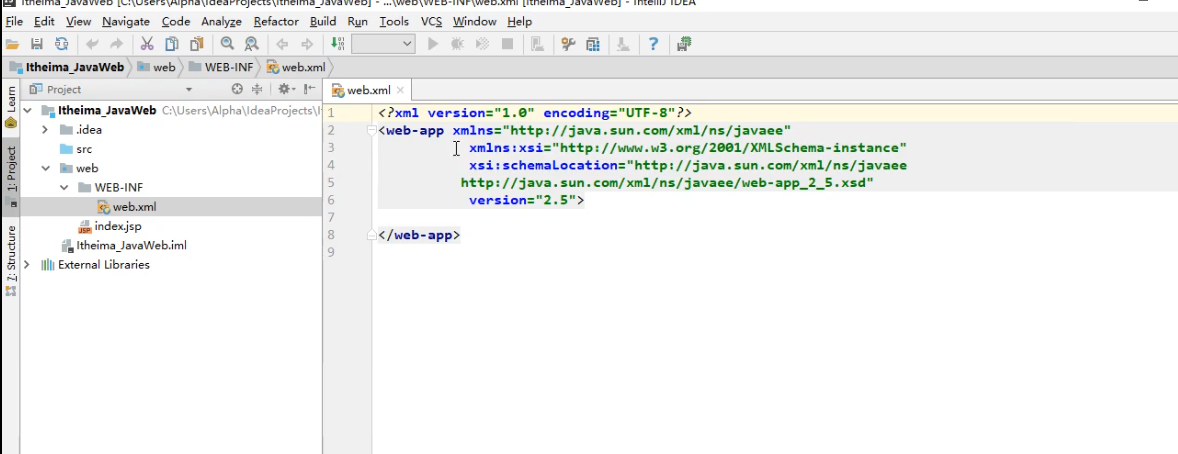 Itheima_JavaWeb [C:\Users\Alpha\IdeaProjects\Itheima_JavaWeb] - ...\web\WEB-INF\web.xml [Itheima_JavaWeb] - IntelliJ IDEA
File Edit View Navigate Code Analyze Refactor Build Run Tools VCS Window Help
Itheima_JavaWeb web WEB-INF web.xml
Project
web.xml
Learn
1: Project
7: Structure
Itheima_JavaWeb C:\Users\Alpha\IdeaProjects\
.idea
src
web
WEB-INF
web.xml
index.jsp
Itheima_JavaWeb.iml
External Libraries
1 <?xml version="1.0" encoding="UTF-8"?>
2 <web-app xmlns="http://java.sun.com/xml/ns/javaee"
3 xmlns:xsi="http://www.w3.org/2001/XMLSchema-instance"
4 xsi:schemaLocation="http://java.sun.com/xml/ns/javaee
5 http://java.sun.com/xml/ns/javaee/web-app_2_5.xsd"
6 version="2.5">
7
8 </web-app>
9